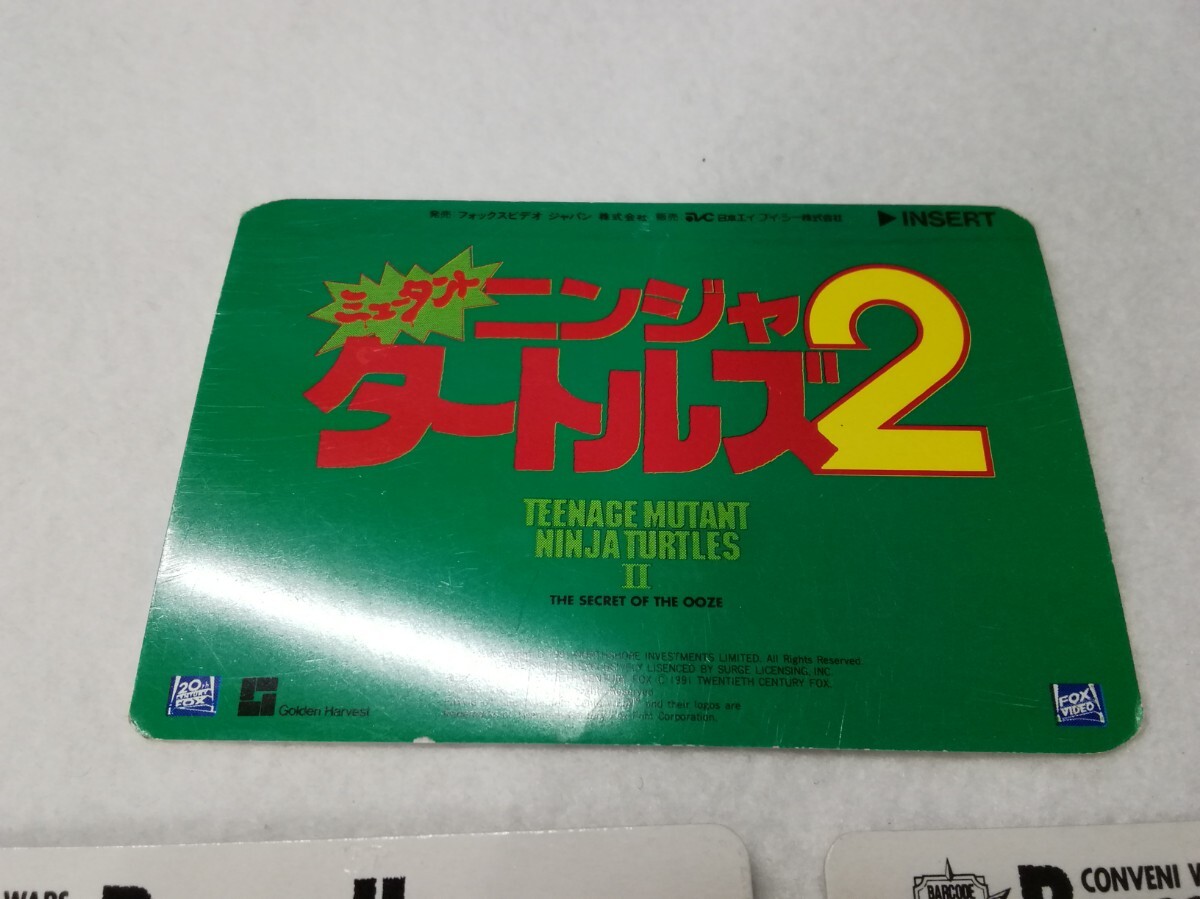 発売 フォックスビデオ ジャパン 株式会社 販売 AVC 日本エイ ブイ シー株式会社
▶ INSERT
ミュータント
ニンジャ
タートルズ2
TEENAGE MUTANT
NINJA TURTLES
II
THE SECRET OF THE OOZE
INVESTMENTS LIMITED. All Rights Reserved.
LISENCED BY SURGE LICENSING, INC
FOX © 1991 TWENTIETH CENTURY FOX.
and their logos are
Corporation.
20th CENTURY FOX
Golden Harvest
FOX VIDEO
WARS
BARCODE
CONVENI